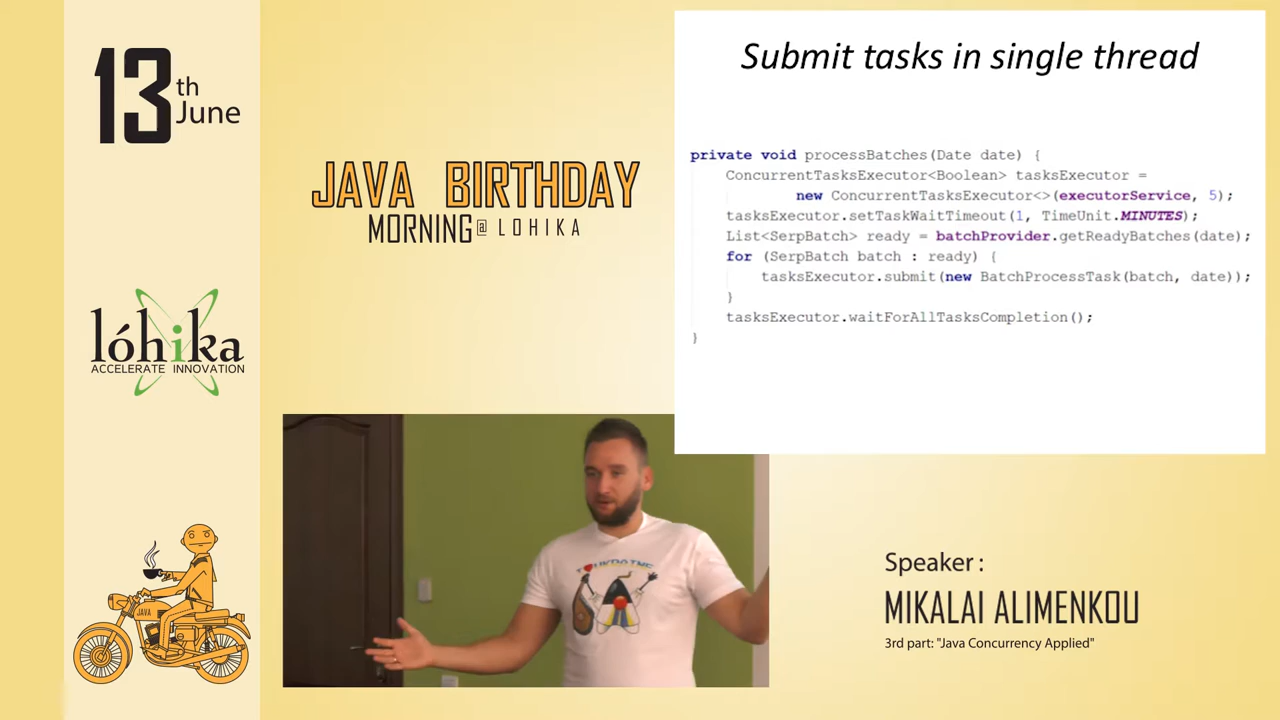 13
th
June
JAVA BIRTHDAY
MORNING @ LOHIKA
lóhika
ACCELERATE INNOVATION
JAVA
Submit tasks in single thread
private void processBatches(Date date) {
ConcurrentTasksExecutor<Boolean> tasksExecutor =
new ConcurrentTasksExecutor<>(executorService, 5);
tasksExecutor.setTaskWaitTimeout(1, TimeUnit.MINUTES);
List<SerpBatch> ready = batchProvider.getReadyBatches(date);
for (SerpBatch batch : ready) {
tasksExecutor.submit(new BatchProcessTask(batch, date));
}
tasksExecutor.waitForAllTasksCompletion();
}
I UKRAINE
Speaker :
MIKALAI ALIMENKOU
3rd part: "Java Concurrency Applied"